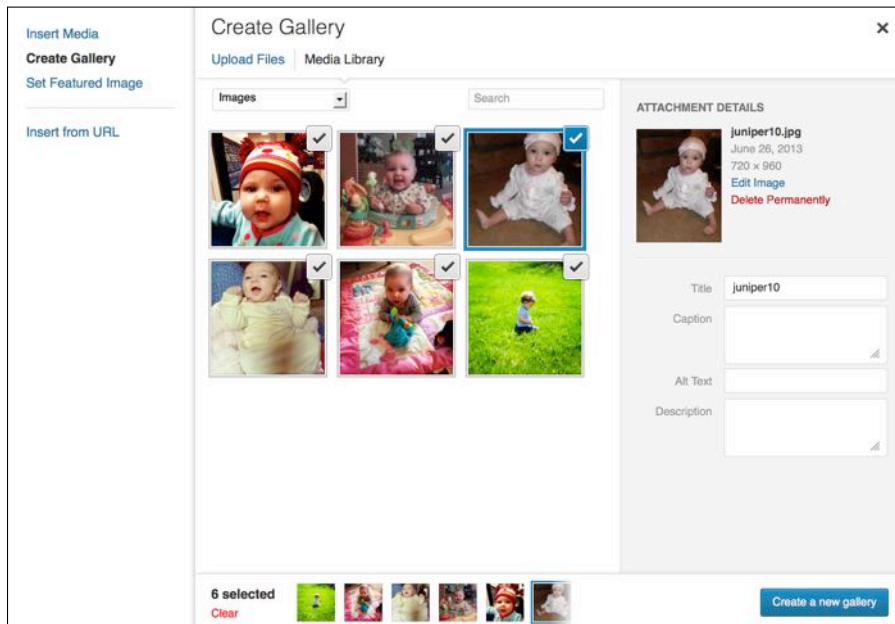 Insert Media
Create Gallery
Set Featured Image
Insert from URL
Create Gallery
Upload Files
Media Library
Images
Search
ATTACHMENT DETAILS
juniper10.jpg
June 26, 2013
720 × 960
Edit Image
Delete Permanently
Title
juniper10
Caption
Alt Text
Description
6 selected
Clear
Create a new gallery